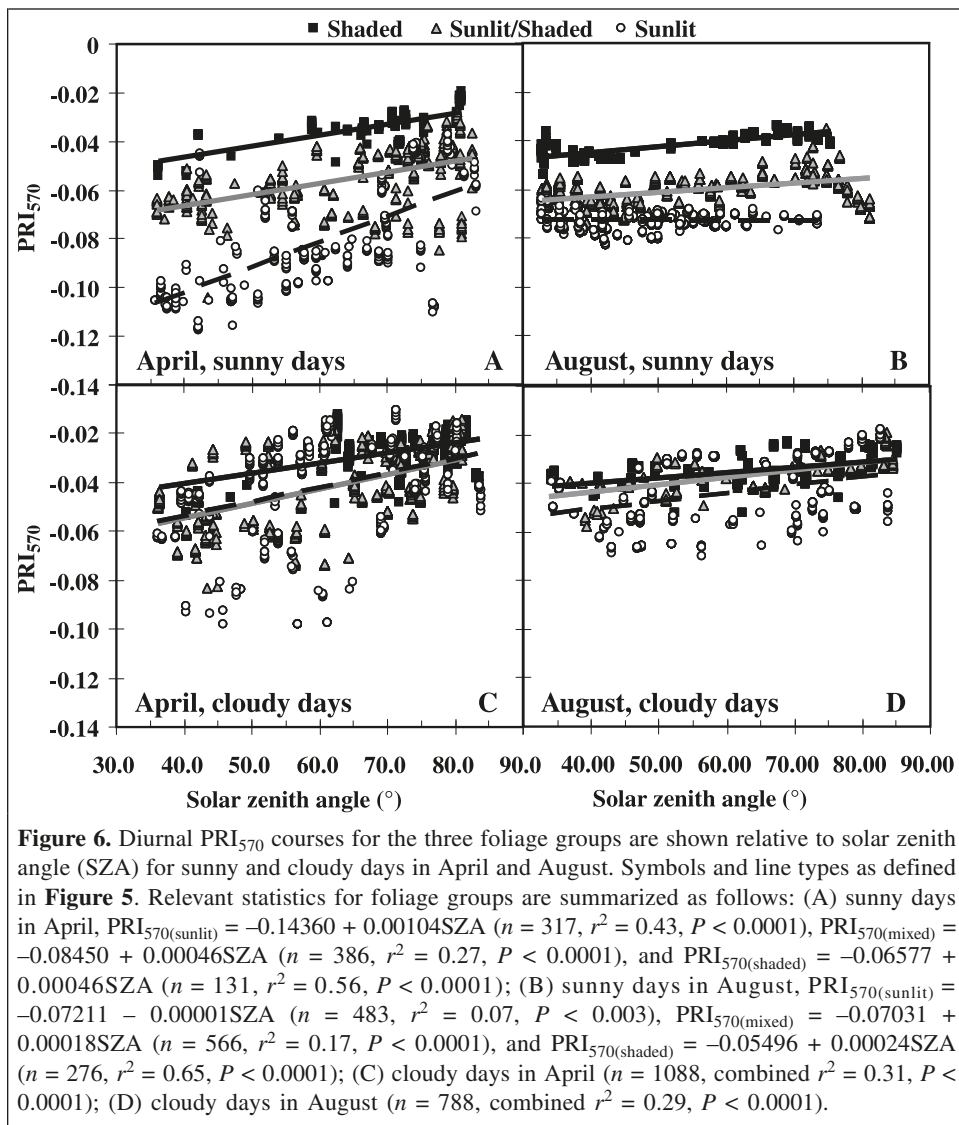 ■ Shaded ▲ Sunlit/Shaded ○ Sunlit
0
-0.02
-0.04
-0.06
-0.08
-0.10
-0.12
-0.14
PRI570
April, sunny days A
August, sunny days B
-0.02
-0.04
-0.06
-0.08
-0.10
-0.12
-0.14
PRI570
April, cloudy days C
August, cloudy days D
30.0 40.0 50.0 60.0 70.0 80.0 90.0
30.00 40.00 50.00 60.00 70.00 80.00 90.00
Solar zenith angle (°)
Solar zenith angle (°)
Figure 6. Diurnal PRI570 courses for the three foliage groups are shown relative to solar zenith
angle (SZA) for sunny and cloudy days in April and August. Symbols and line types as defined
in Figure 5. Relevant statistics for foliage groups are summarized as follows: (A) sunny days
in April, PRI570(sunlit) = –0.14360 + 0.00104SZA (n = 317, r2 = 0.43, P < 0.0001), PRI570(mixed) =
–0.08450 + 0.00046SZA (n = 386, r2 = 0.27, P < 0.0001), and PRI570(shaded) = –0.06577 +
0.00046SZA (n = 131, r2 = 0.56, P < 0.0001); (B) sunny days in August, PRI570(sunlit) =
–0.07211 – 0.00001SZA (n = 483, r2 = 0.07, P < 0.003), PRI570(mixed) = –0.07031 +
0.00018SZA (n = 566, r2 = 0.17, P < 0.0001), and PRI570(shaded) = –0.05496 + 0.00024SZA
(n = 276, r2 = 0.65, P < 0.0001); (C) cloudy days in April (n = 1088, combined r2 = 0.31, P <
0.0001); (D) cloudy days in August (n = 788, combined r2 = 0.29, P < 0.0001).